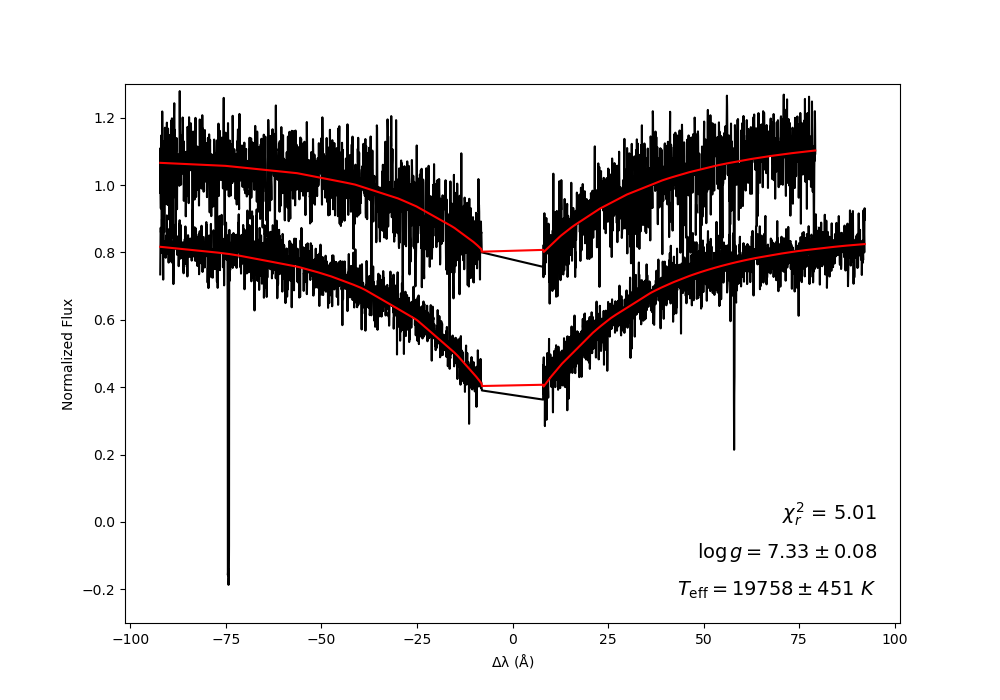 1.2
1.0
0.8
0.6
0.4
0.2
0.0
−0.2
Normalized Flux
χ²ᵣ = 5.01
log g = 7.33 ± 0.08
T_eff = 19758 ± 451 K
−100 −75 −50 −25 0 25 50 75 100
Δλ (Å)